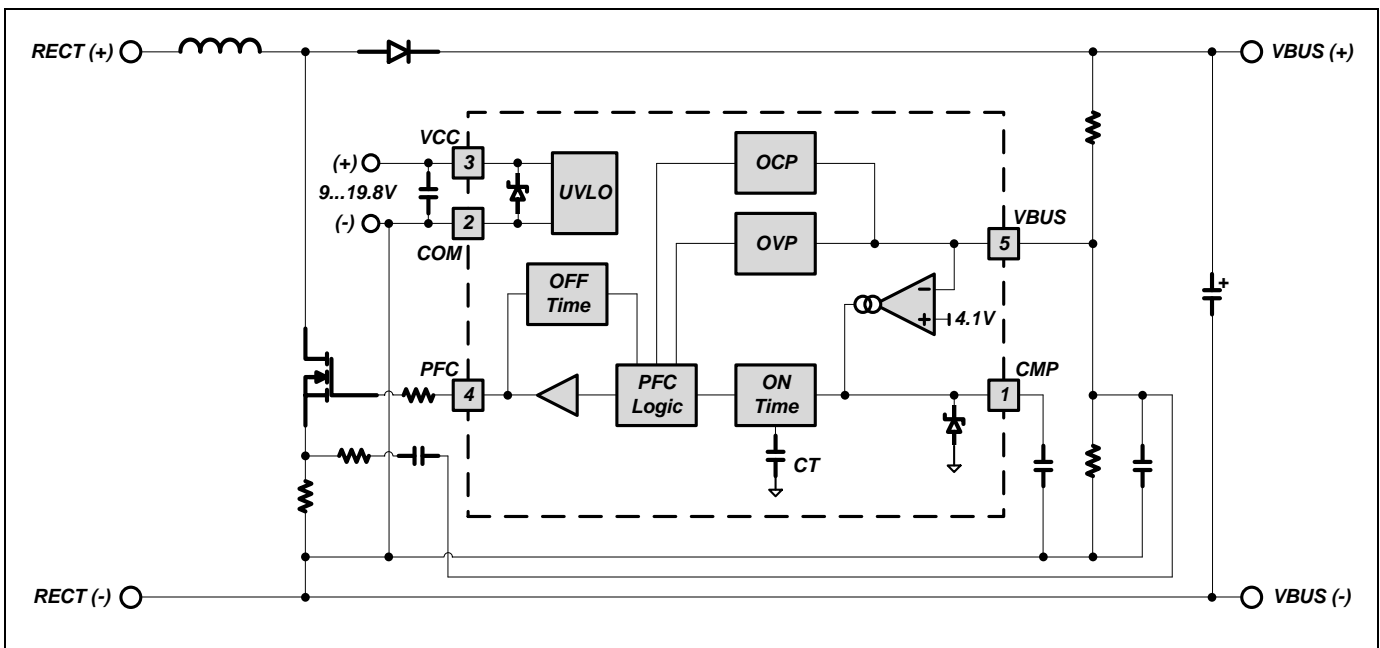 RECT (+)
VBUS (+)
VCC
(+)
3
9...19.8V
UVLO
(-)
2
COM
OCP
OVP
VBUS
5
OFF
Time
-
+
4.1V
PFC
4
PFC
Logic
ON
Time
CMP
1
CT
+
RECT (-)
VBUS (-)